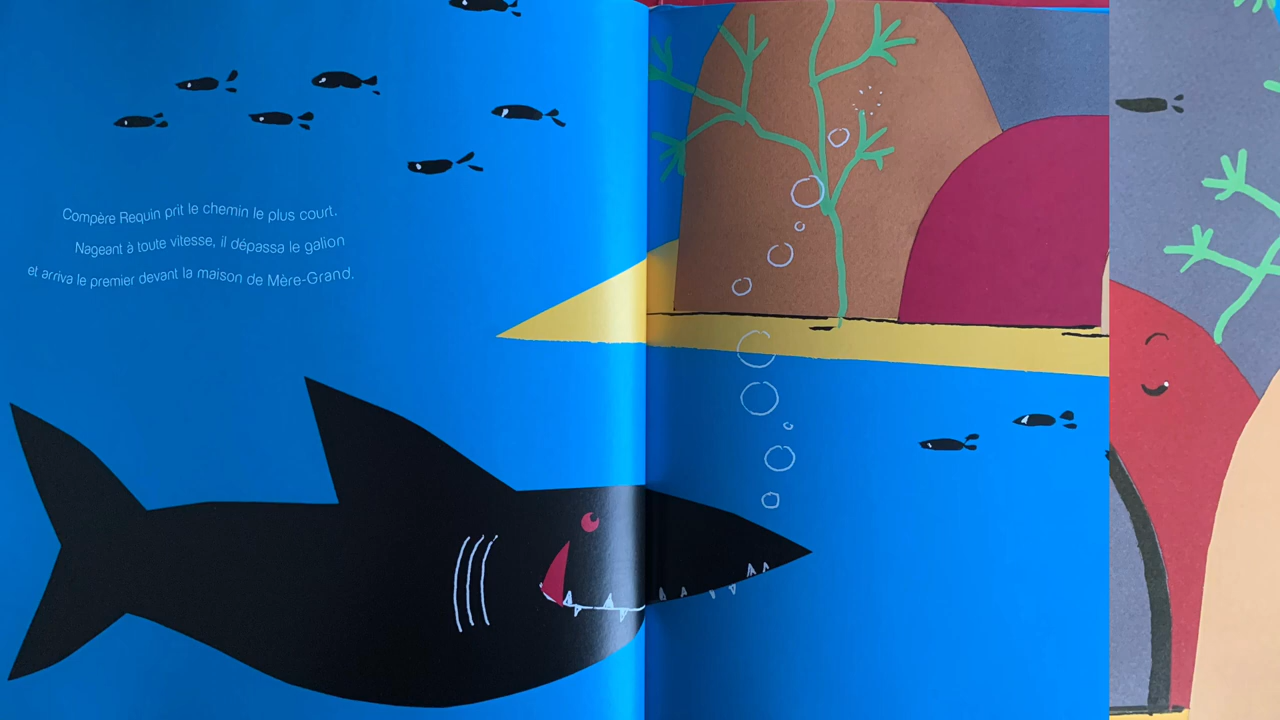 Compère Requin prit le chemin le plus court.
Nageant à toute vitesse, il dépassa le galion
et arriva le premier devant la maison de Mère-Grand.